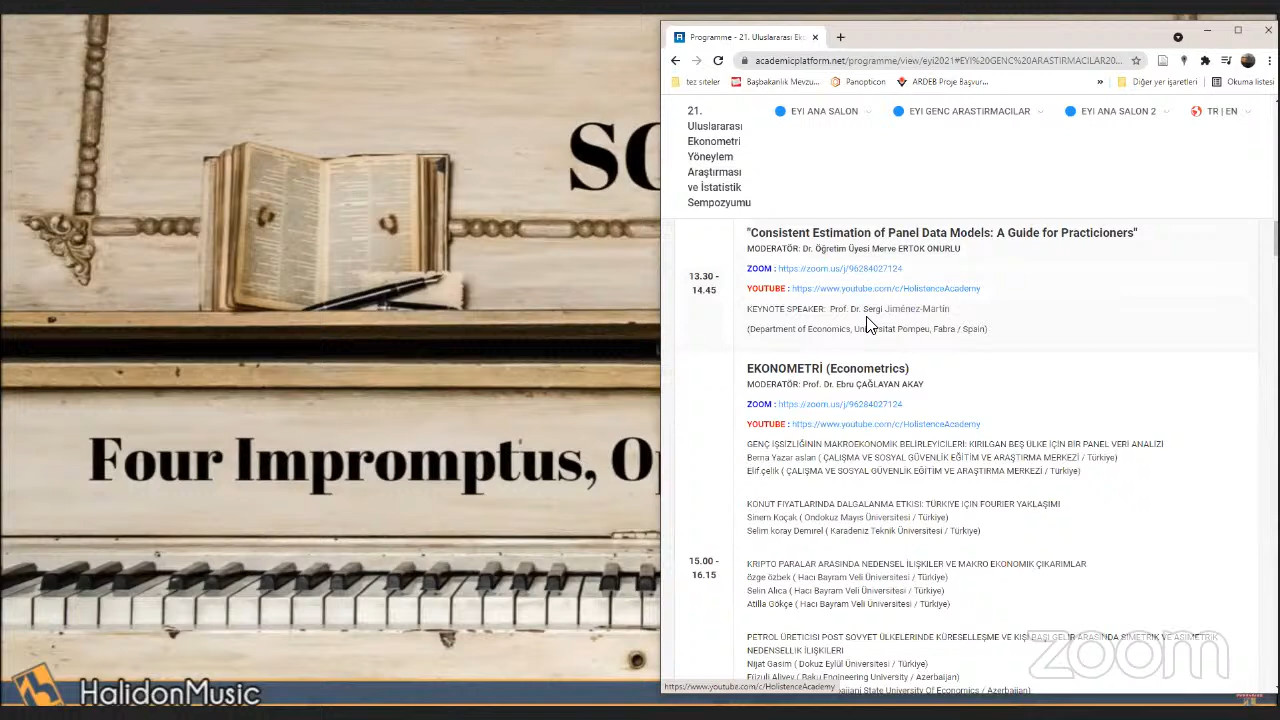 Programme - 21. Uluslararası Ek
academicplatform.net/programme/view/eyi2021#EYI%20GENC%20ARASTIRMACILAR%20...
tez siteler
Başbakanlık Mevzu...
Panopticon
ARDEB Proje Başvur...
»
Diğer yer işaretleri
Okuma listesi
21.
Uluslararası
Ekonometri
Yöneylem
Araştırması
ve İstatistik
Sempozyumu
EYI ANA SALON
EYI GENC ARASTIRMACILAR
EYI ANA SALON 2
TR | EN
SO
Four Impromptus, Op
HalidonMusic
13.30 -
14.45
"Consistent Estimation of Panel Data Models: A Guide for Practicioners"
MODERATÖR: Dr. Öğretim Üyesi Merve ERTOK ONURLU
ZOOM : https://zoom.us/j/96284027124
YOUTUBE : https://www.youtube.com/c/HolistenceAcademy
KEYNOTE SPEAKER: Prof. Dr. Sergi Jiménez-Martin
(Department of Economics, Universitat Pompeu, Fabra / Spain)
15.00 -
16.15
EKONOMETRİ (Econometrics)
MODERATÖR: Prof. Dr. Ebru ÇAĞLAYAN AKAY
ZOOM : https://zoom.us/j/96284027124
YOUTUBE : https://www.youtube.com/c/HolistenceAcademy
GENÇ İŞSİZLİĞİNİN MAKROEKONOMİK BELİRLEYİCİLERİ: KIRILGAN BEŞ ÜLKE İÇİN BİR PANEL VERİ ANALİZİ
Berna Yazar aslan ( ÇALIŞMA VE SOSYAL GÜVENLİK EĞİTİM VE ARAŞTIRMA MERKEZİ / Türkiye)
Elif.çelik ( ÇALIŞMA VE SOSYAL GÜVENLİK EĞİTİM VE ARAŞTIRMA MERKEZİ / Türkiye)
KONUT FİYATLARINDA DALGALANMA ETKİSİ: TÜRKİYE İÇİN FOURIER YAKLAŞIMI
Sinem Koçak ( Ondokuz Mayıs Üniversitesi / Türkiye)
Selim koray Demirel ( Karadeniz Teknik Üniversitesi / Türkiye)
KRİPTO PARALAR ARASINDA NEDENSEL İLİŞKİLER VE MAKRO EKONOMİK ÇIKARIMLAR
özge özbek ( Hacı Bayram Veli Üniversitesi / Türkiye)
Selin Alıca ( Hacı Bayram Veli Üniversitesi / Türkiye)
Atilla Gökçe ( Hacı Bayram Veli Üniversitesi / Türkiye)
PETROL ÜRETİCİSİ POST SOVYET ÜLKELERİNDE KÜRESELLEŞME VE KİŞİ BAŞI GELİR ARASINDA SİMETRİK VE ASİMETRİK
NEDENSELLİK İLİŞKİLERİ
Nijat Gasim ( Dokuz Eylül Üniversitesi / Türkiye)
Füzuli Aliyev ( Baku Engineering University / Azerbaijan)
baijani State University Of Economics / Azerbaijan)
https://www.youtube.com/c/HolistenceAcademy
zoom